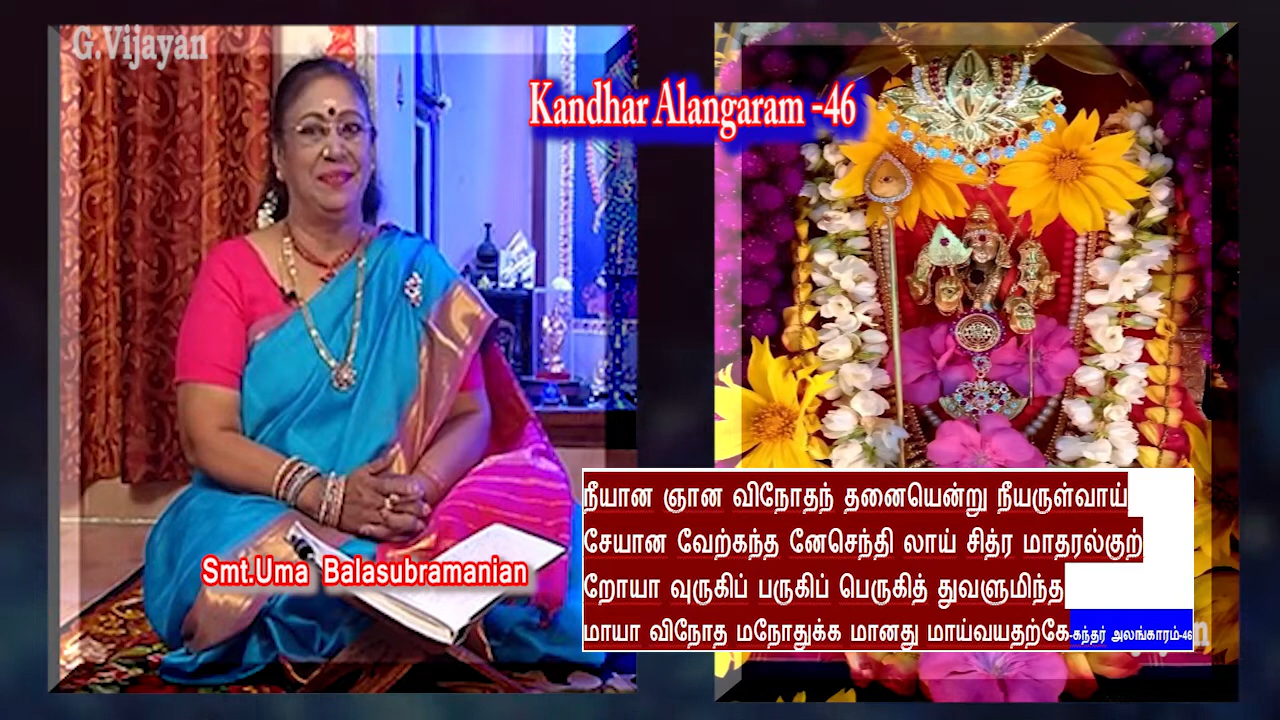 G.Vijayan
Kandhar Alangaram -46
Smt.Uma Balasubramanian
நீயான ஞான விநோதந் தனையென்று நீயருள்வாய்
சேயான வேற்கந்த னேசெந்தி லாய் சித்ர மாதரல்குற்
றோயா வுருகிப் பருகிப் பெருகித் துவளுமிந்த
மாயா விநோத மநோதுக்க மானது மாய்வயதற்கே-கந்தர் அலங்காரம்-46